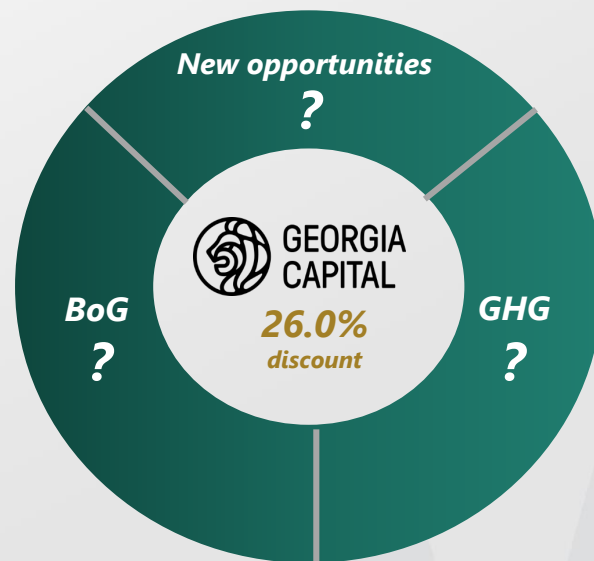 New opportunities
?
GEORGIA
CAPITAL
26.0%
discount
BoG
?
GHG
?